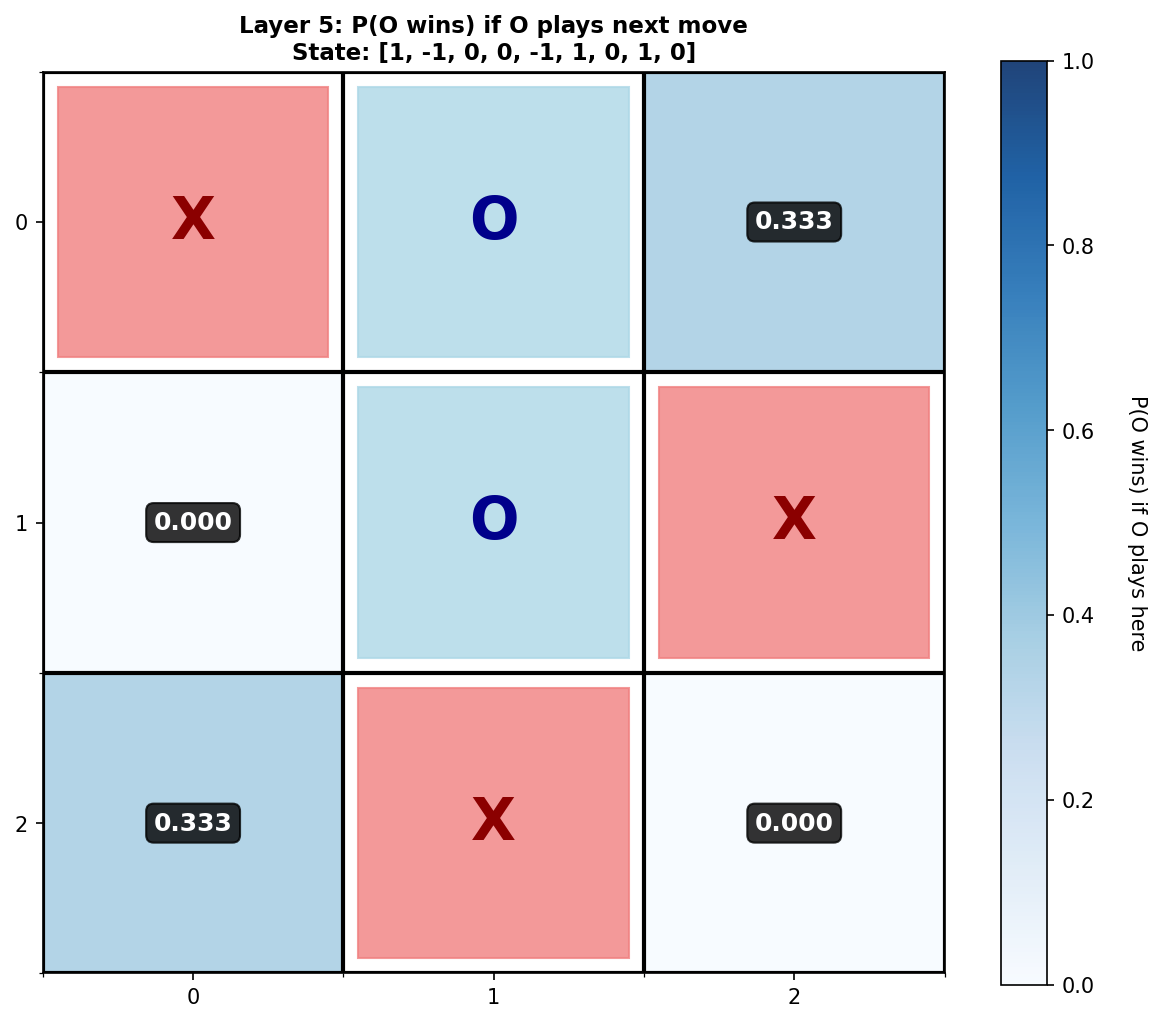 Layer 5: P(O wins) if O plays next move
State: [1, -1, 0, 0, -1, 1, 0, 1, 0]
0
X
O
0.333
1
0.000
O
X
2
0.333
X
0.000
0
1
2
1.0
0.8
0.6
0.4
0.2
0.0
P(O wins) if O plays here